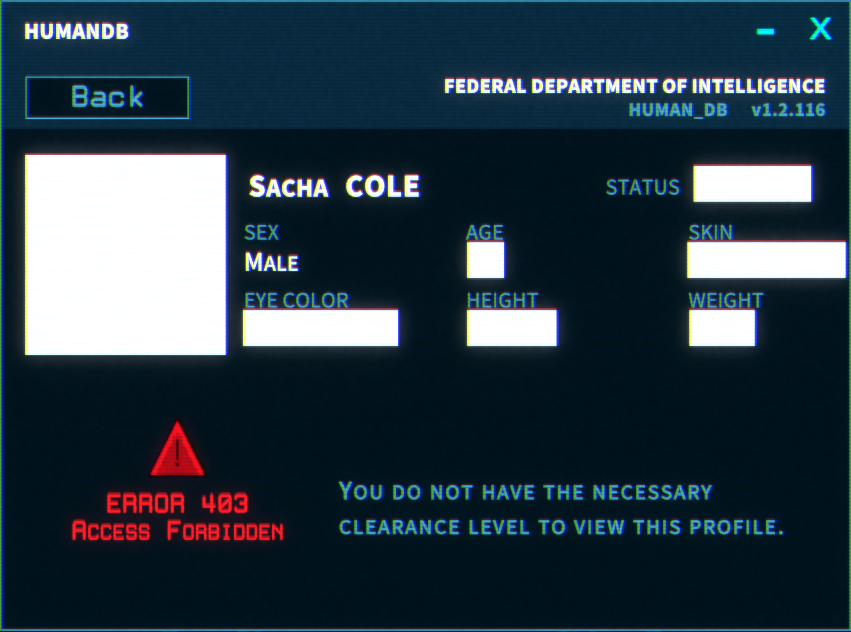 HUMANDB
– X
Back
FEDERAL DEPARTMENT OF INTELLIGENCE
HUMAN_DB v1.2.116
SACHA COLE
STATUS
SEX
AGE
SKIN
MALE
EYE COLOR
HEIGHT
WEIGHT
!
ERROR 403
ACCESS FORBIDDEN
YOU DO NOT HAVE THE NECESSARY
CLEARANCE LEVEL TO VIEW THIS PROFILE.